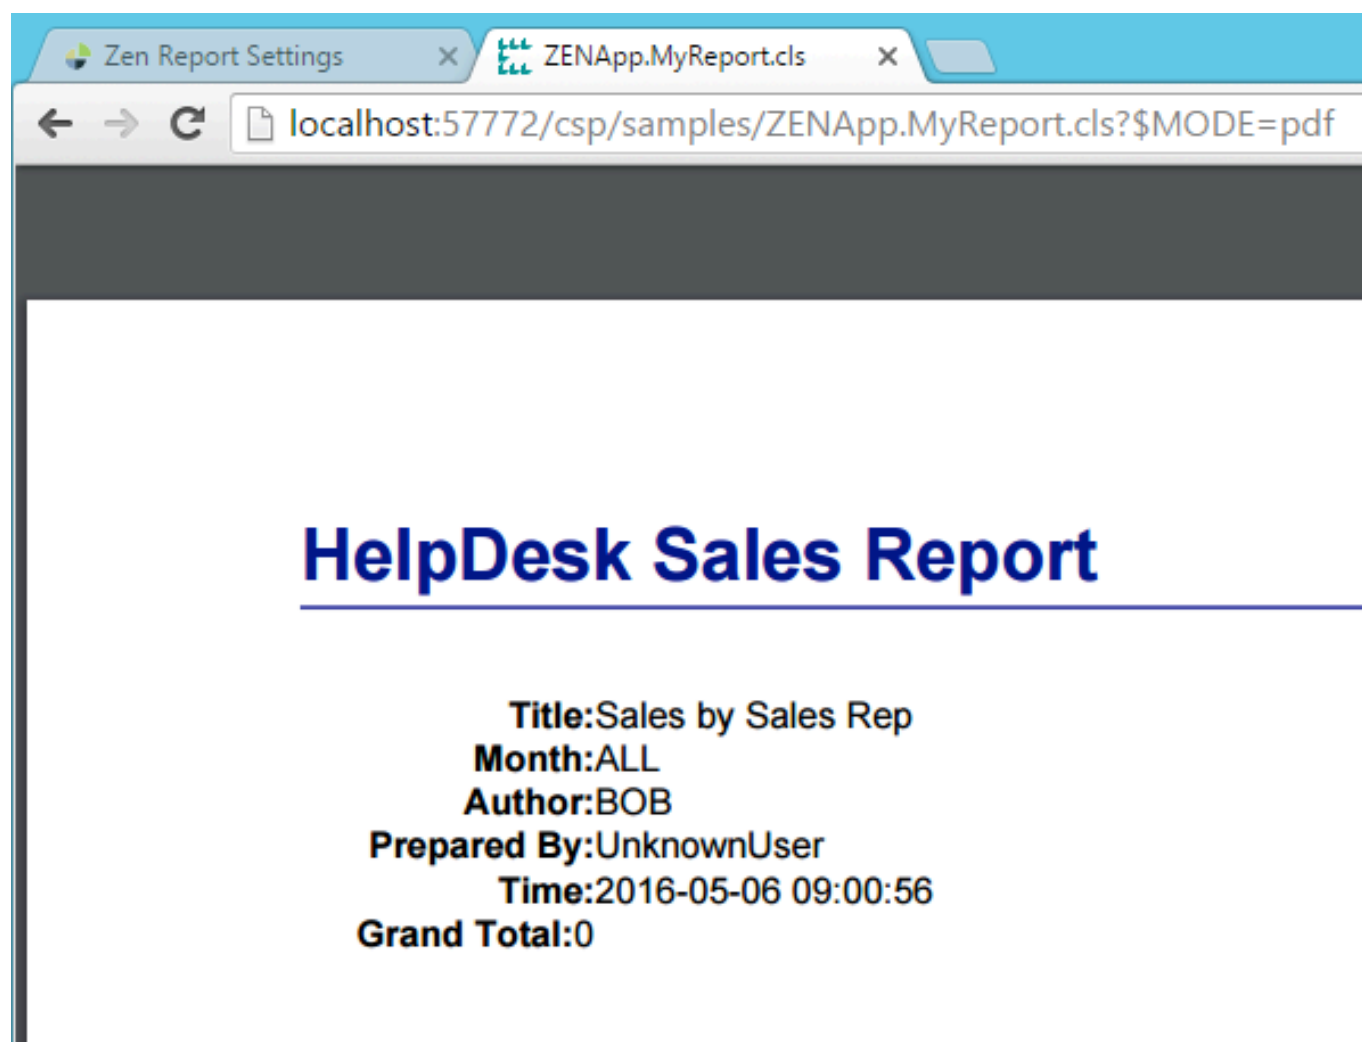 Zen Report Settings
ZENApp.MyReport.cls
localhost:57772/csp/samples/ZENApp.MyReport.cls?$MODE=pdf
HelpDesk Sales Report
Title:Sales by Sales Rep
Month:ALL
Author:BOB
Prepared By:UnknownUser
Time:2016-05-06 09:00:56
Grand Total:0